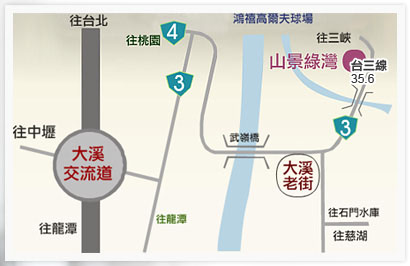 往台北
鴻禧高爾夫球場
往桃園
4
往三峽
山景綠灣
台三線
35.6
3
3
往中壢
武嶺橋
大溪
交流道
大溪
老街
往龍潭
往龍潭
往石門水庫
往慈湖